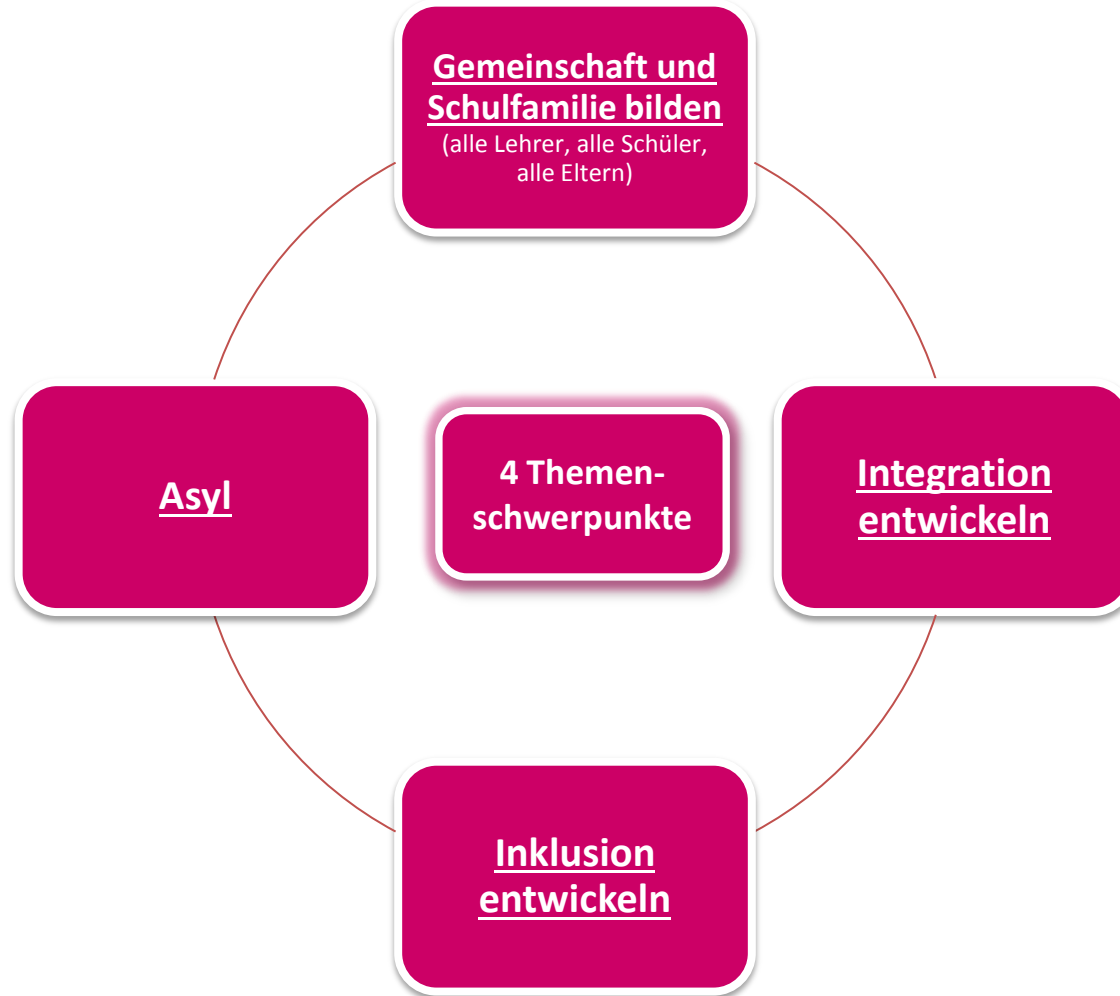 Gemeinschaft und
Schulfamilie bilden
(alle Lehrer, alle Schüler,
alle Eltern)
Asyl
4 Themen-
schwerpunkte
Integration
entwickeln
Inklusion
entwickeln